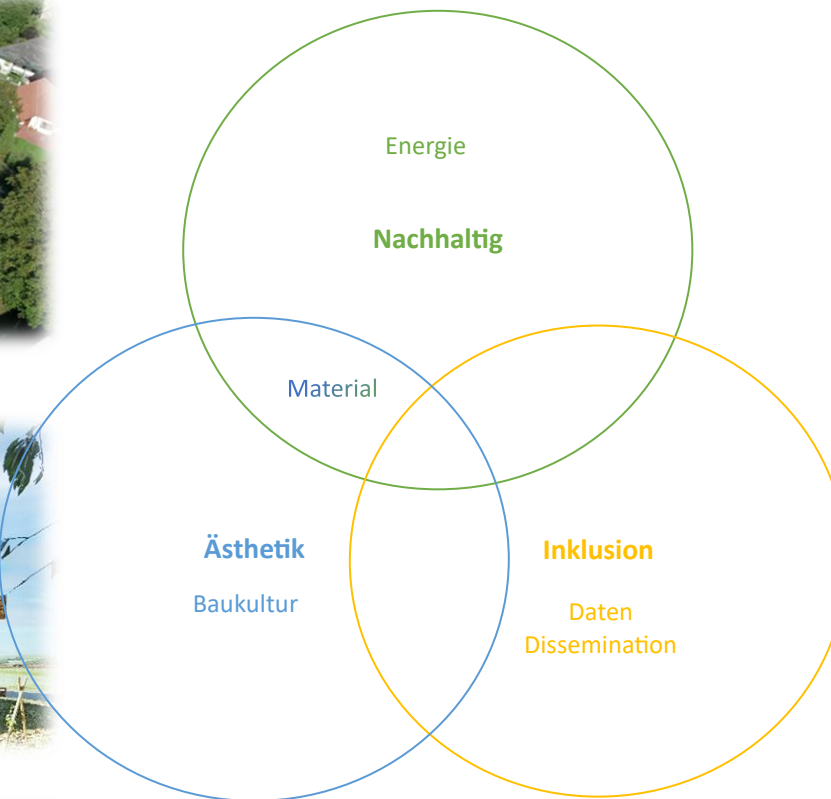 Energie
Nachhaltig
Material
Ästhetik
Baukultur
Inklusion
Daten
Dissemination